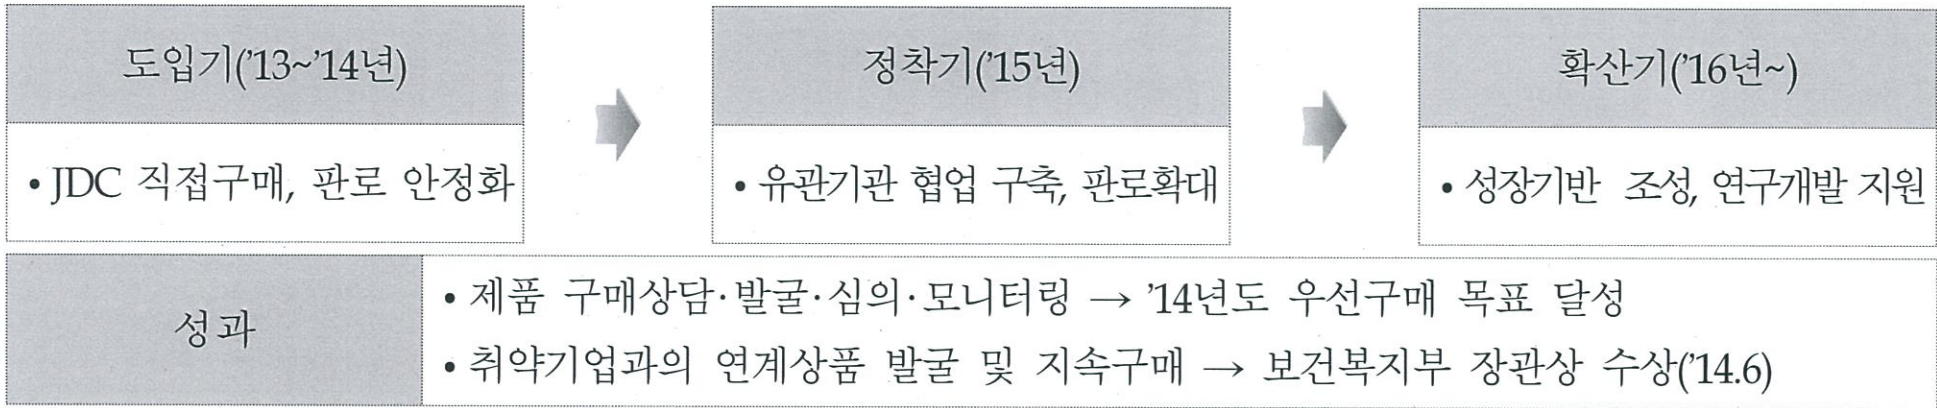 도입기('13~'14년)
정착기('15년)
확산기('16년~)
• JDC 직접구매, 판로 안정화
• 유관기관 협업 구축, 판로확대
• 성장기반 조성, 연구개발 지원
성과
• 제품 구매상담·발굴·심의·모니터링 → '14년도 우선구매 목표 달성
• 취약기업과의 연계상품 발굴 및 지속구매 → 보건복지부 장관상 수상('14.6)